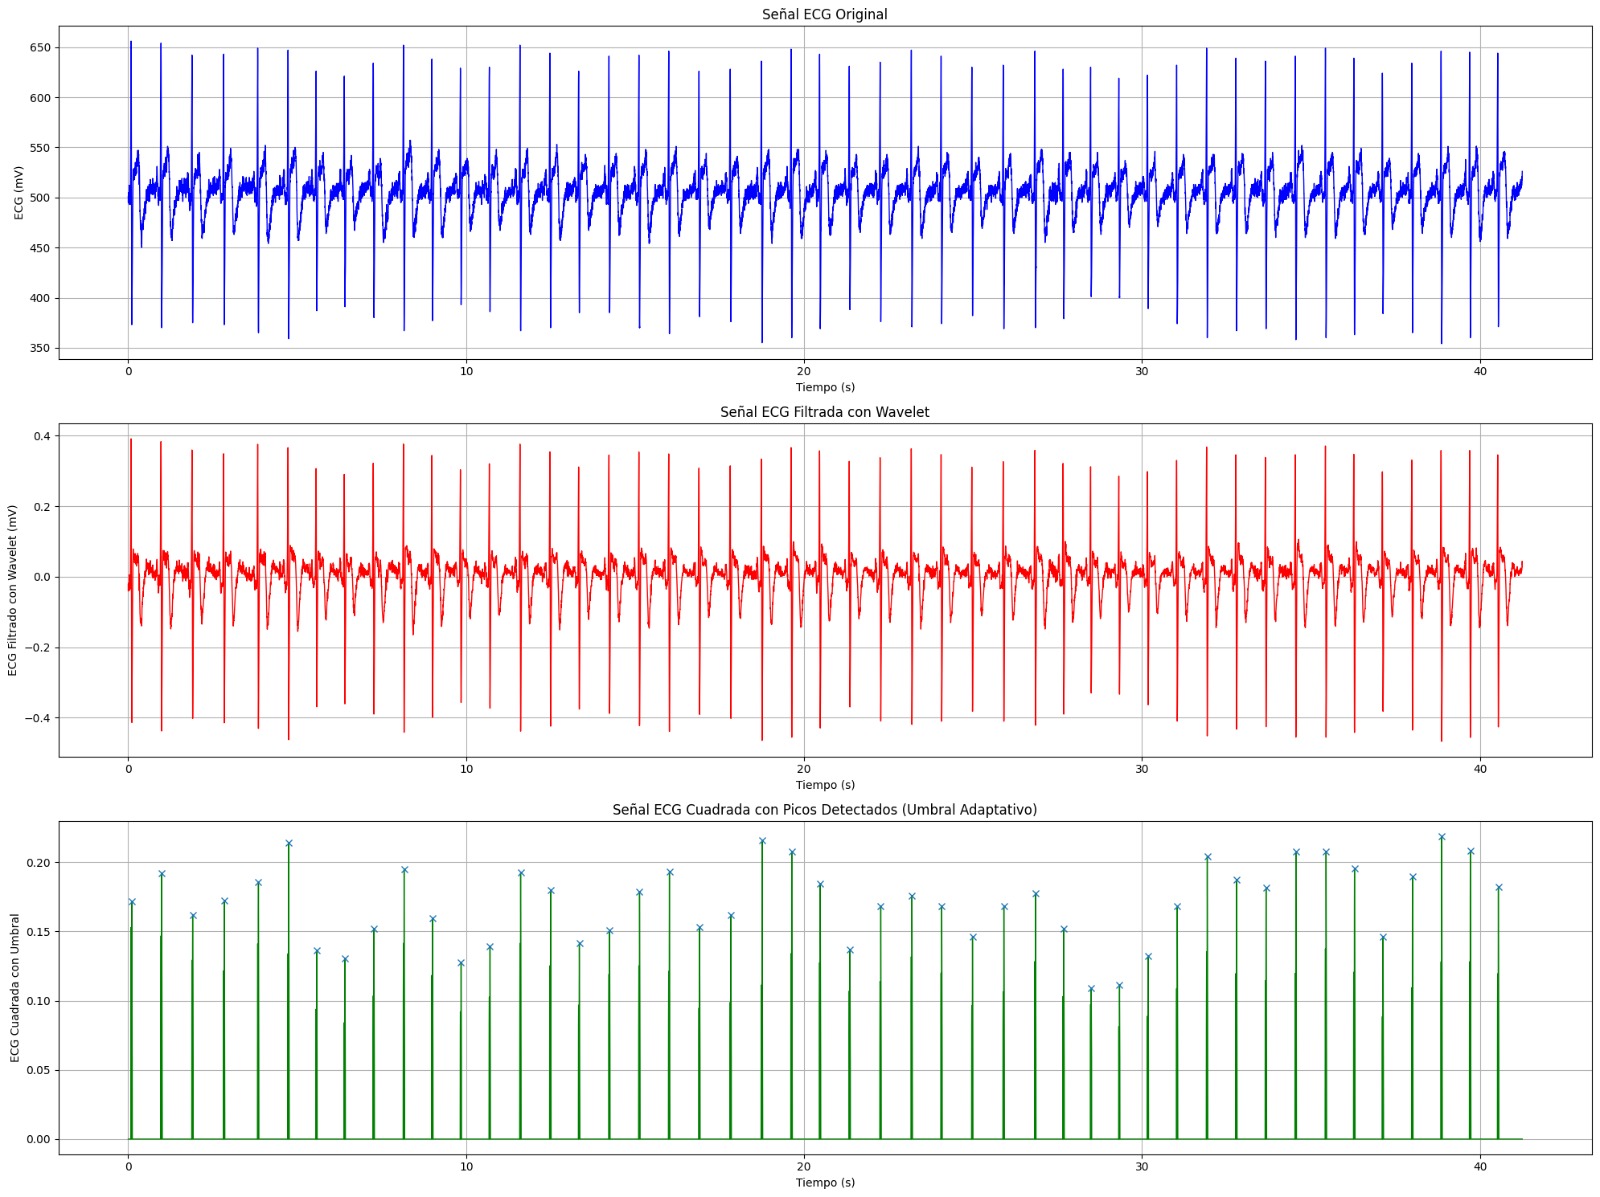 Señal ECG Original
650
600
550
500
450
400
350
ECG (mV)
0 10 20 30 40
Tiempo (s)
Señal ECG Filtrada con Wavelet
0.4
0.2
0.0
−0.2
−0.4
ECG Filtrado con Wavelet (mV)
0 10 20 30 40
Tiempo (s)
Señal ECG Cuadrada con Picos Detectados (Umbral Adaptativo)
0.20
0.15
0.10
0.05
0.00
ECG Cuadrada con Umbral
0 10 20 30 40
Tiempo (s)